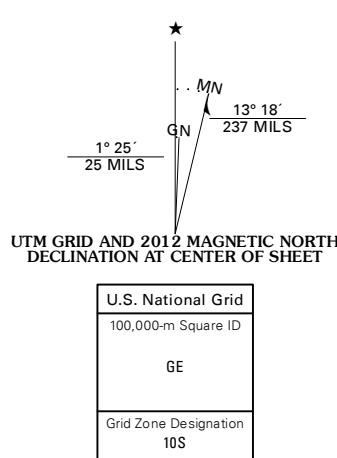 ★
MN
GN
13° 18´
237 MILS
1° 25´
25 MILS
UTM GRID AND 2012 MAGNETIC NORTH
DECLINATION AT CENTER OF SHEET
U.S. National Grid
100,000-m Square ID
GE
Grid Zone Designation
10S